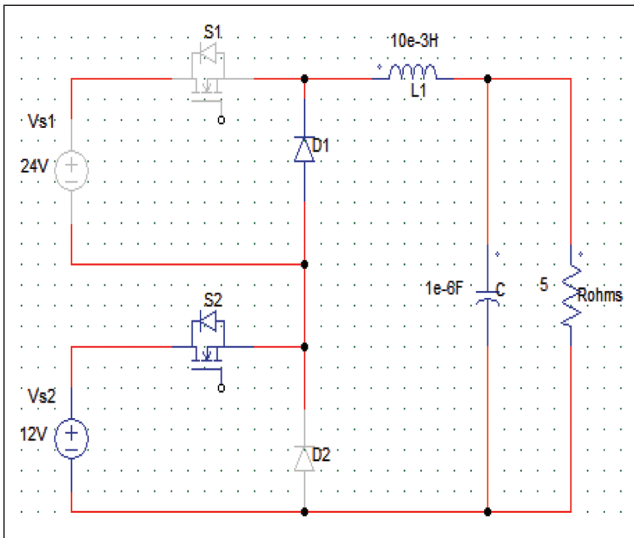 S1
10e-3H
L1
Vs1
24V
D1
S2
1e-6F
C
5
Rohms
Vs2
12V
D2